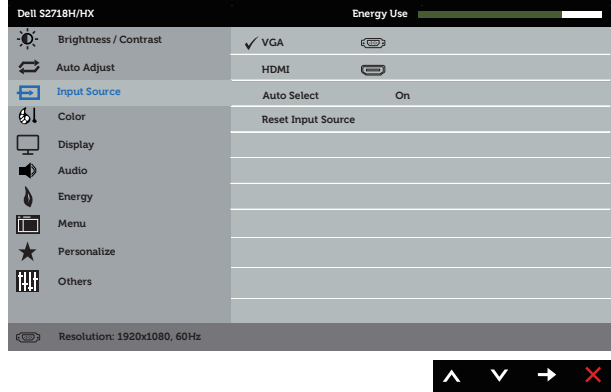 Dell S2718H/HX Energy Use
Brightness / Contrast
Auto Adjust
Input Source
Color
Display
Audio
Energy
Menu
Personalize
Others
VGA
HDMI
Auto Select On
Reset Input Source
Resolution: 1920x1080, 60Hz